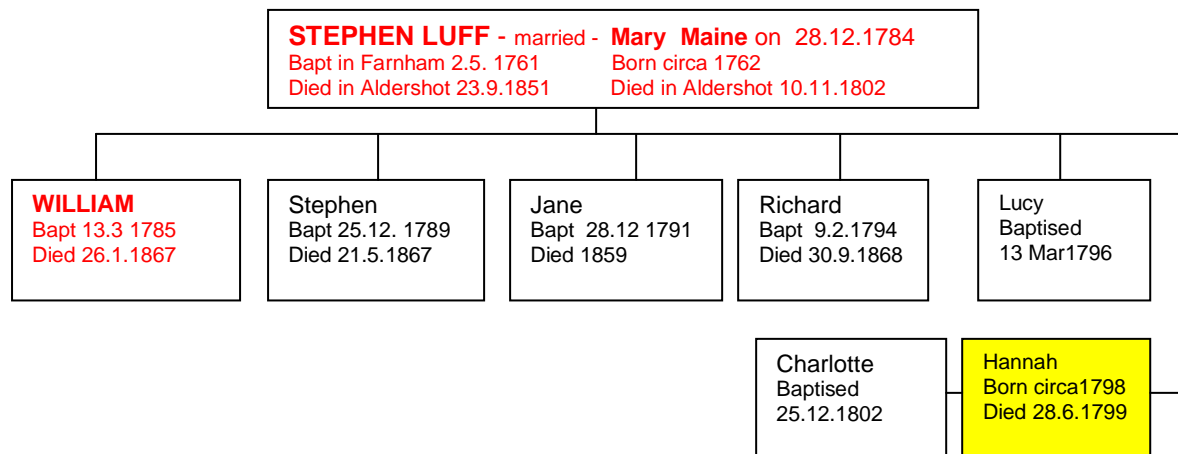 STEPHEN LUFF - married - Mary Maine on 28.12.1784
Bapt in Farnham 2.5. 1761 Born circa 1762
Died in Aldershot 23.9.1851 Died in Aldershot 10.11.1802
WILLIAM
Bapt 13.3 1785
Died 26.1.1867
Stephen
Bapt 25.12. 1789
Died 21.5.1867
Jane
Bapt 28.12 1791
Died 1859
Richard
Bapt 9.2.1794
Died 30.9.1868
Lucy
Baptised
13 Mar1796
Charlotte
Baptised
25.12.1802
Hannah
Born circa1798
Died 28.6.1799